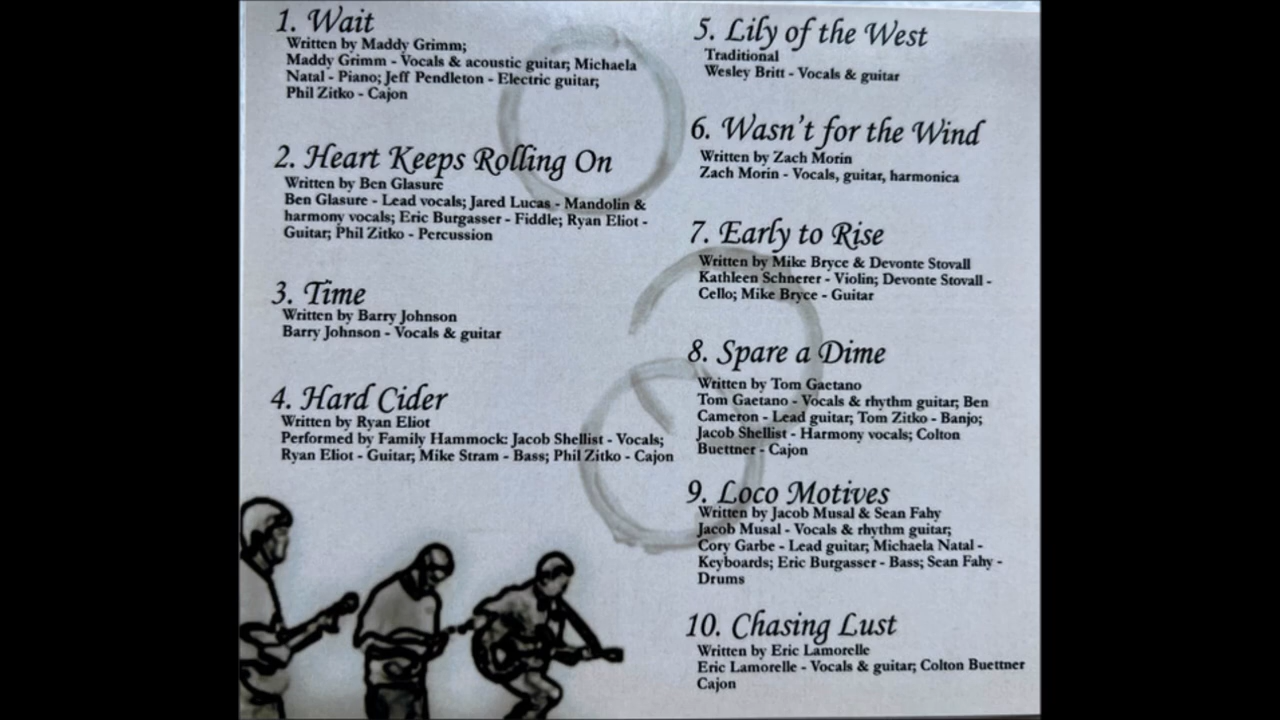 1. Wait
Written by Maddy Grimm;
Maddy Grimm - Vocals & acoustic guitar; Michaela
Natal - Piano; Jeff Pendleton - Electric guitar;
Phil Zitko - Cajon
2. Heart Keeps Rolling On
Written by Ben Glasure
Ben Glasure - Lead vocals; Jared Lucas - Mandolin &
harmony vocals; Eric Burgasser - Fiddle; Ryan Eliot -
Guitar; Phil Zitko - Percussion
3. Time
Written by Barry Johnson
Barry Johnson - Vocals & guitar
4. Hard Cider
Written by Ryan Eliot
Performed by Family Hammock: Jacob Shellist - Vocals;
Ryan Eliot - Guitar; Mike Stram - Bass; Phil Zitko - Cajon
5. Lily of the West
Traditional
Wesley Britt - Vocals & guitar
6. Wasn't for the Wind
Written by Zach Morin
Zach Morin - Vocals, guitar, harmonica
7. Early to Rise
Written by Mike Bryce & Devonte Stovall
Kathleen Schnerer - Violin; Devonte Stovall -
Cello; Mike Bryce - Guitar
8. Spare a Dime
Written by Tom Gaetano
Tom Gaetano - Vocals & rhythm guitar; Ben
Cameron - Lead guitar; Tom Zitko - Banjo;
Jacob Shellist - Harmony vocals; Colton
Buettner - Cajon
9. Loco Motives
Written by Jacob Musal & Sean Fahy
Jacob Musal - Vocals & rhythm guitar;
Cory Garbe - Lead guitar; Michaela Natal -
Keyboards; Eric Burgasser - Bass; Sean Fahy -
Drums
10. Chasing Lust
Written by Eric Lamorelle
Eric Lamorelle - Vocals & guitar; Colton Buettner
Cajon